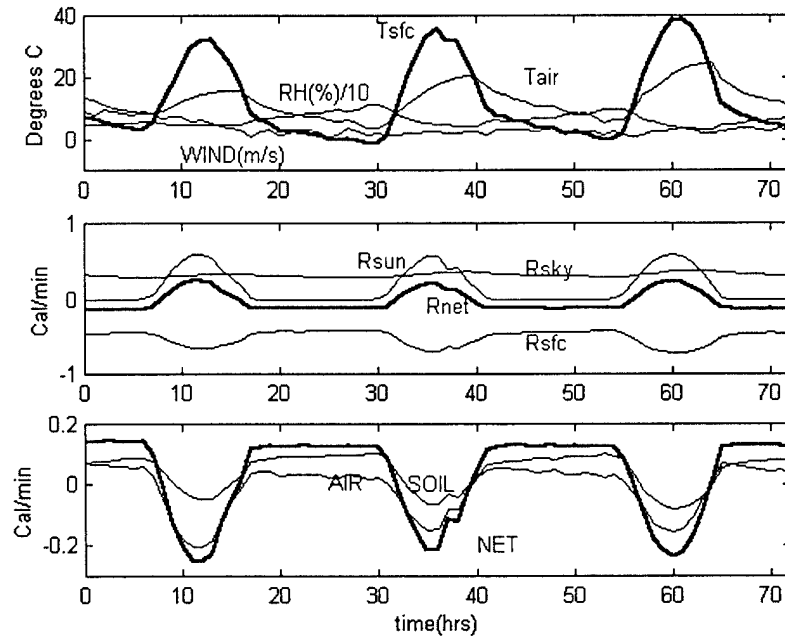 40
Tsfc
Degrees C
20
RH(%)/10
Tair
0
WIND(m/s)
0 10 20 30 40 50 60 70
1
Rsun
Rsky
Cal/min
0
Rnet
Rsfc
-1
0 10 20 30 40 50 60 70
0.2
Cal/min
0
AIR SOIL
-0.2
NET
0 10 20 30 40 50 60 70
time(hrs)